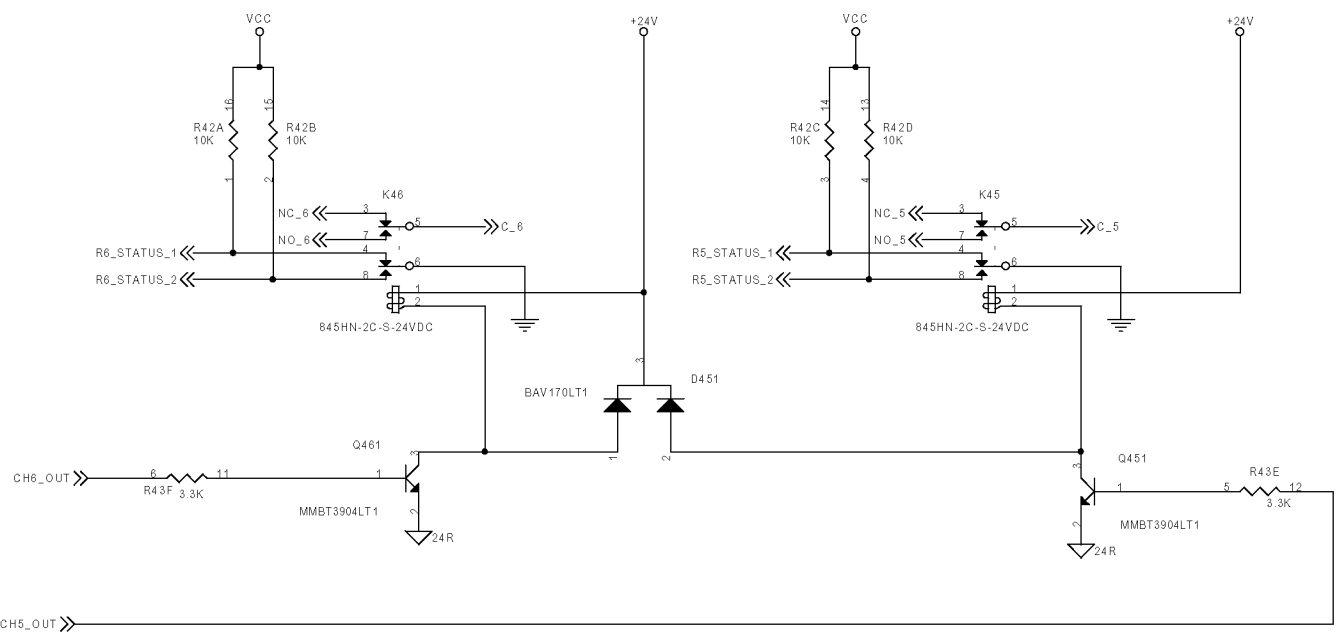 VCC
+24V
VCC
+24V
16
15
14
13
R42A
10K
R42B
10K
R42C
10K
R42D
10K
1
2
3
4
K46
K45
NC_6
3
5
C_6
NO_6
7
R6_STATUS_1
4
6
R6_STATUS_2
8
1
2
845HN-2C-S-24VDC
NC_5
3
5
C_5
NO_5
7
R5_STATUS_1
4
6
R5_STATUS_2
8
1
2
845HN-2C-S-24VDC
3
BAV170LT1
D451
1
2
Q461
3
CH6_OUT
6
11
R43F
3.3K
1
MMBT3904LT1
2
24R
Q451
3
1
5
12
R43E
3.3K
MMBT3904LT1
2
24R
CH5_OUT